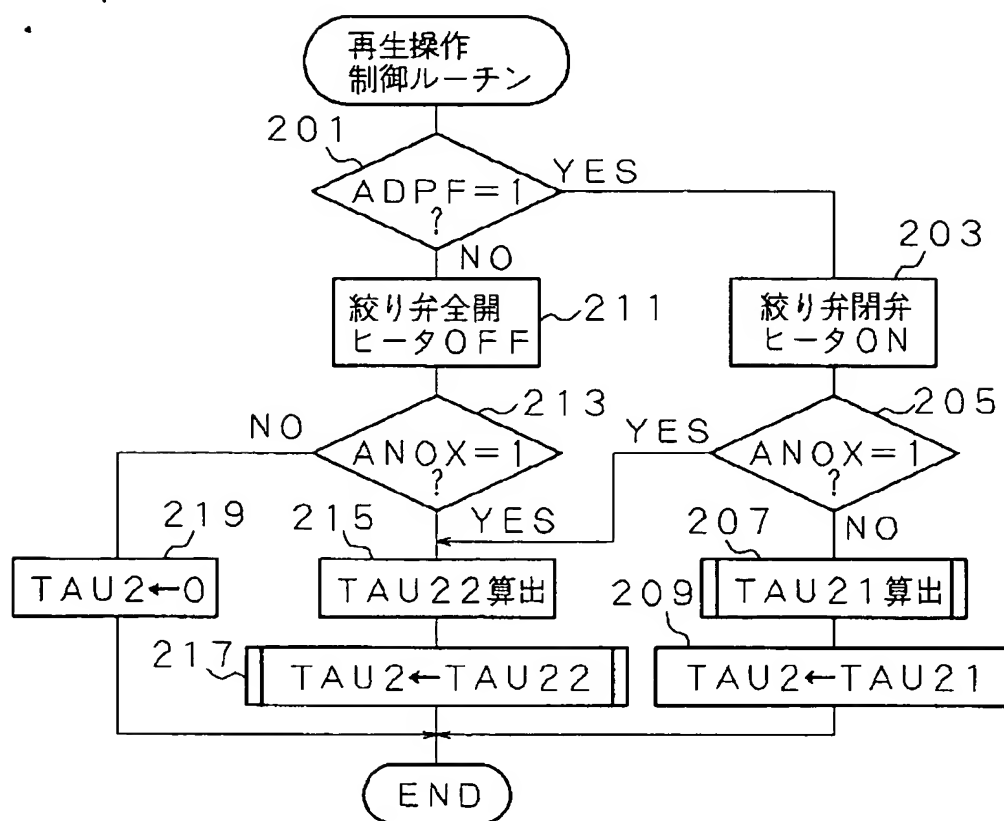 再生操作
制御ルーチン
201
ADPF=1
?
YES
NO
203
絞り弁全開
ヒータOFF
211
絞り弁閉弁
ヒータON
213
205
NO
ANOX=1
?
YES
YES
ANOX=1
?
NO
219
215
207
TAU2←0
TAU22算出
TAU21算出
209
217
TAU2←TAU22
TAU2←TAU21
END